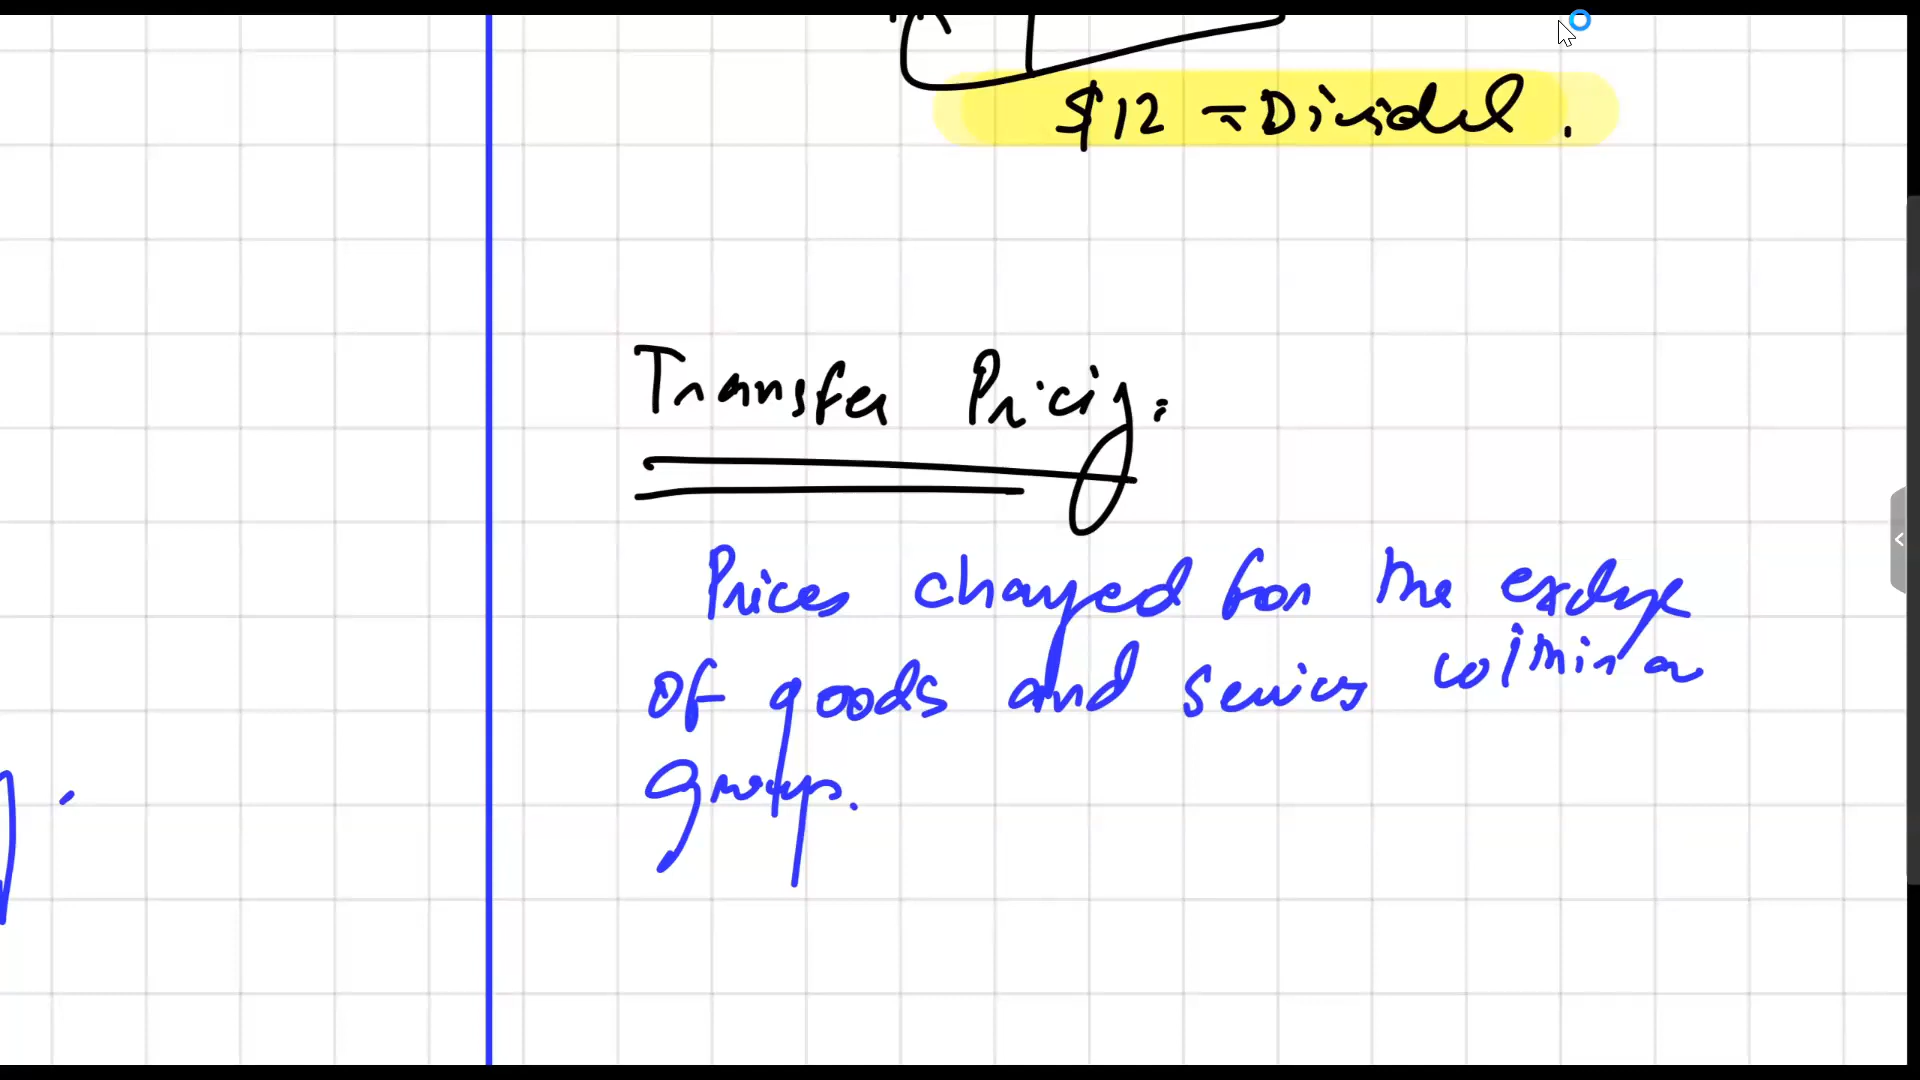 $12 = Dividend.
Transfer Pricing:
Prices charged for the exchange
of goods and services within a
group.